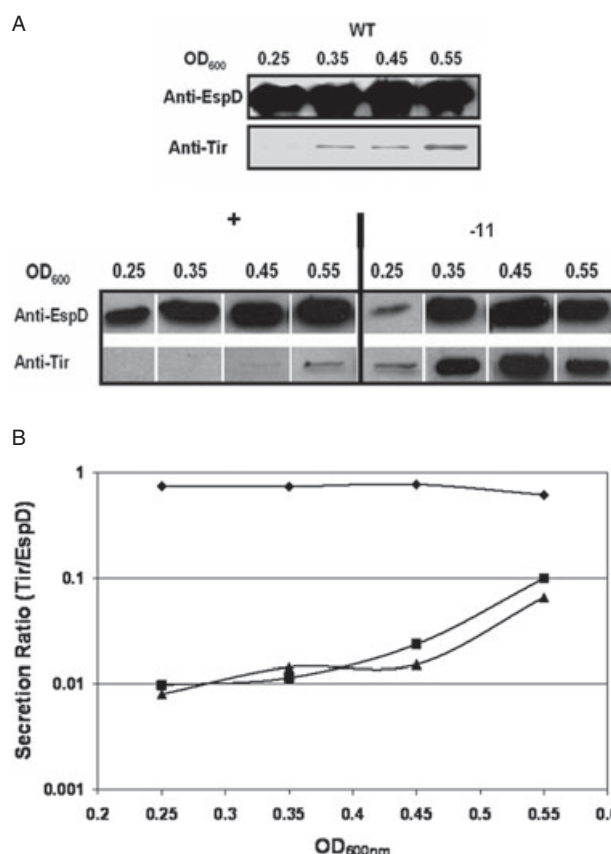 A
WT
OD600 0.25 0.35 0.45 0.55
Anti-EspD
Anti-Tir
+ -11
OD600 0.25 0.35 0.45 0.55 0.25 0.35 0.45 0.55
Anti-EspD
Anti-Tir
B
1
0.1
0.01
0.001
Secretion Ratio (Tir/EspD)
0.2 0.25 0.3 0.35 0.4 0.45 0.5 0.55
OD600nm